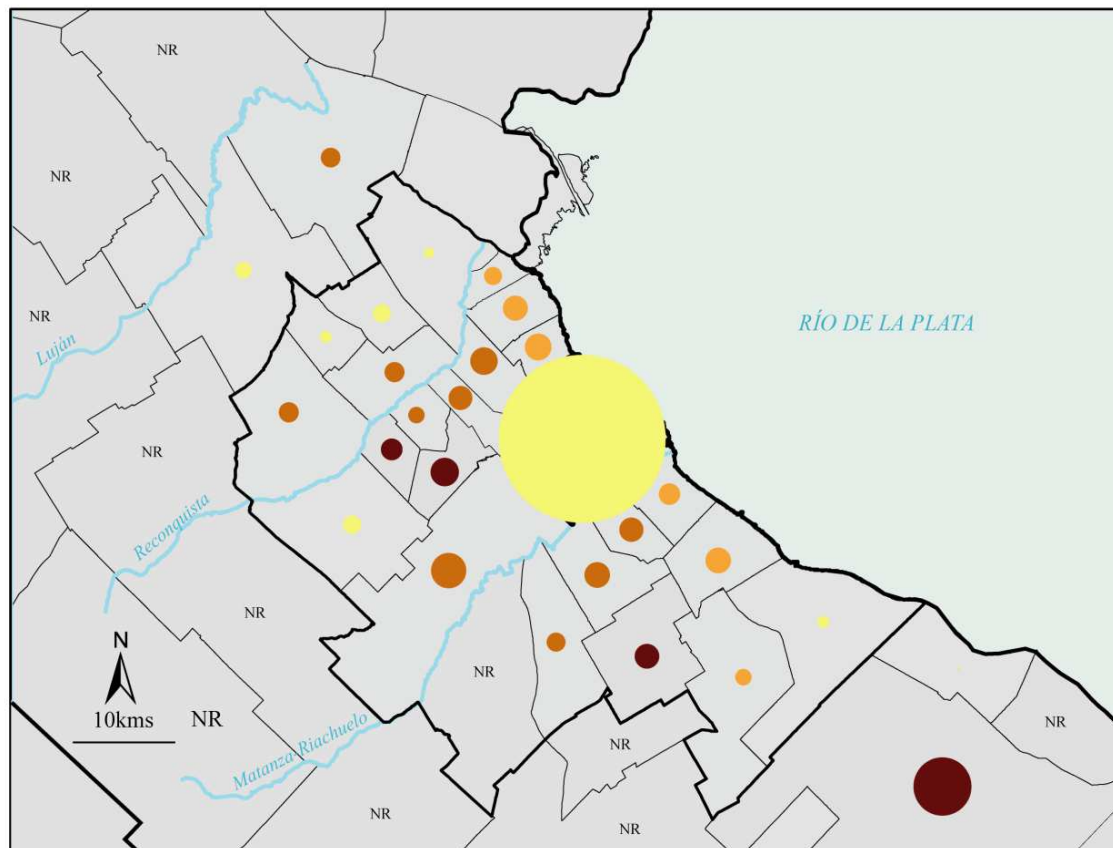 NR
NR
NR
RÍO DE LA PLATA
Luján
NR
Reconquista
NR
N
10kms
NR
NR
NR
NR
Matanza-Riachuelo
NR
NR